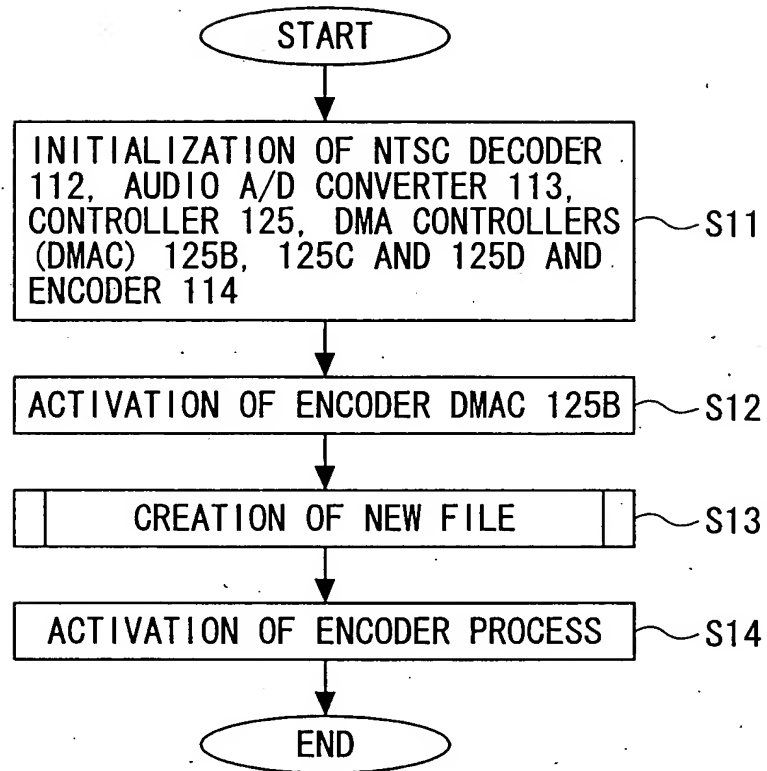 START
INITIALIZATION OF NTSC DECODER
112, AUDIO A/D CONVERTER 113,
CONTROLLER 125, DMA CONTROLLERS
(DMAC) 125B, 125C AND 125D AND
ENCODER 114
S11
ACTIVATION OF ENCODER DMAC 125B
S12
CREATION OF NEW FILE
S13
ACTIVATION OF ENCODER PROCESS
S14
END